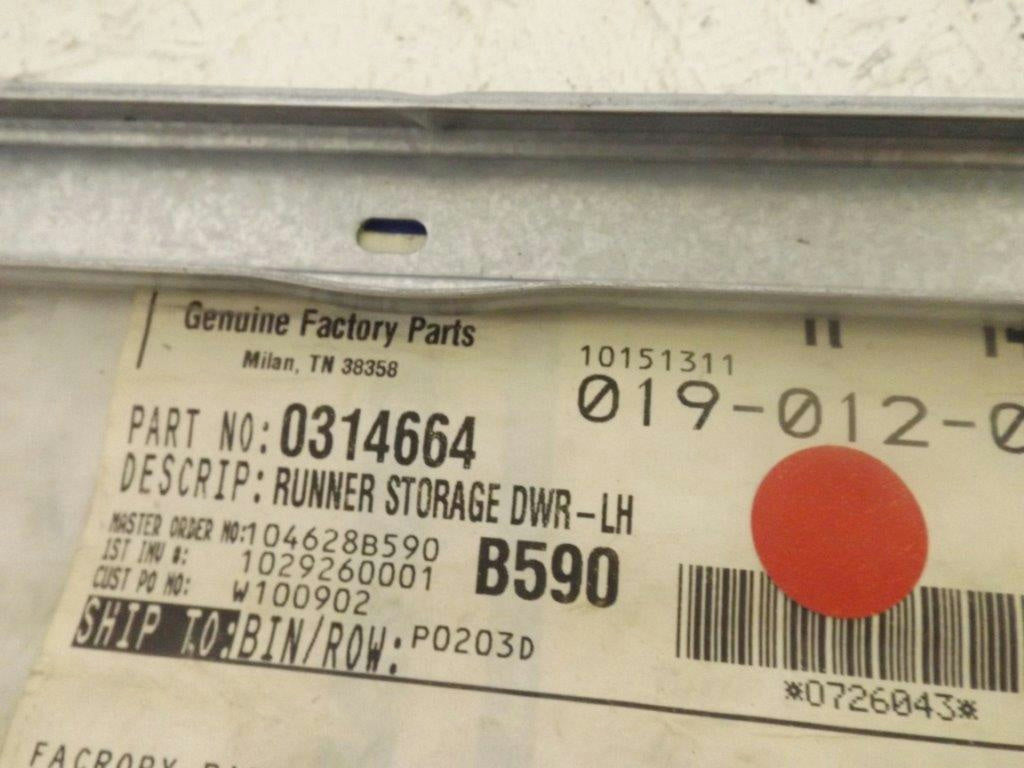 Genuine Factory Parts
Milan, TN 38358
10151311
019-012-0
PART NO: 0314664
DESCRIP: RUNNER STORAGE DWR-LH
MASTER ORDER NO: 104628B590
B590
1ST INV #: 1029260001
CUST PO NO: W100902
SHIP TO: BIN/ROW: P0203D
*0726043*
FACRORY